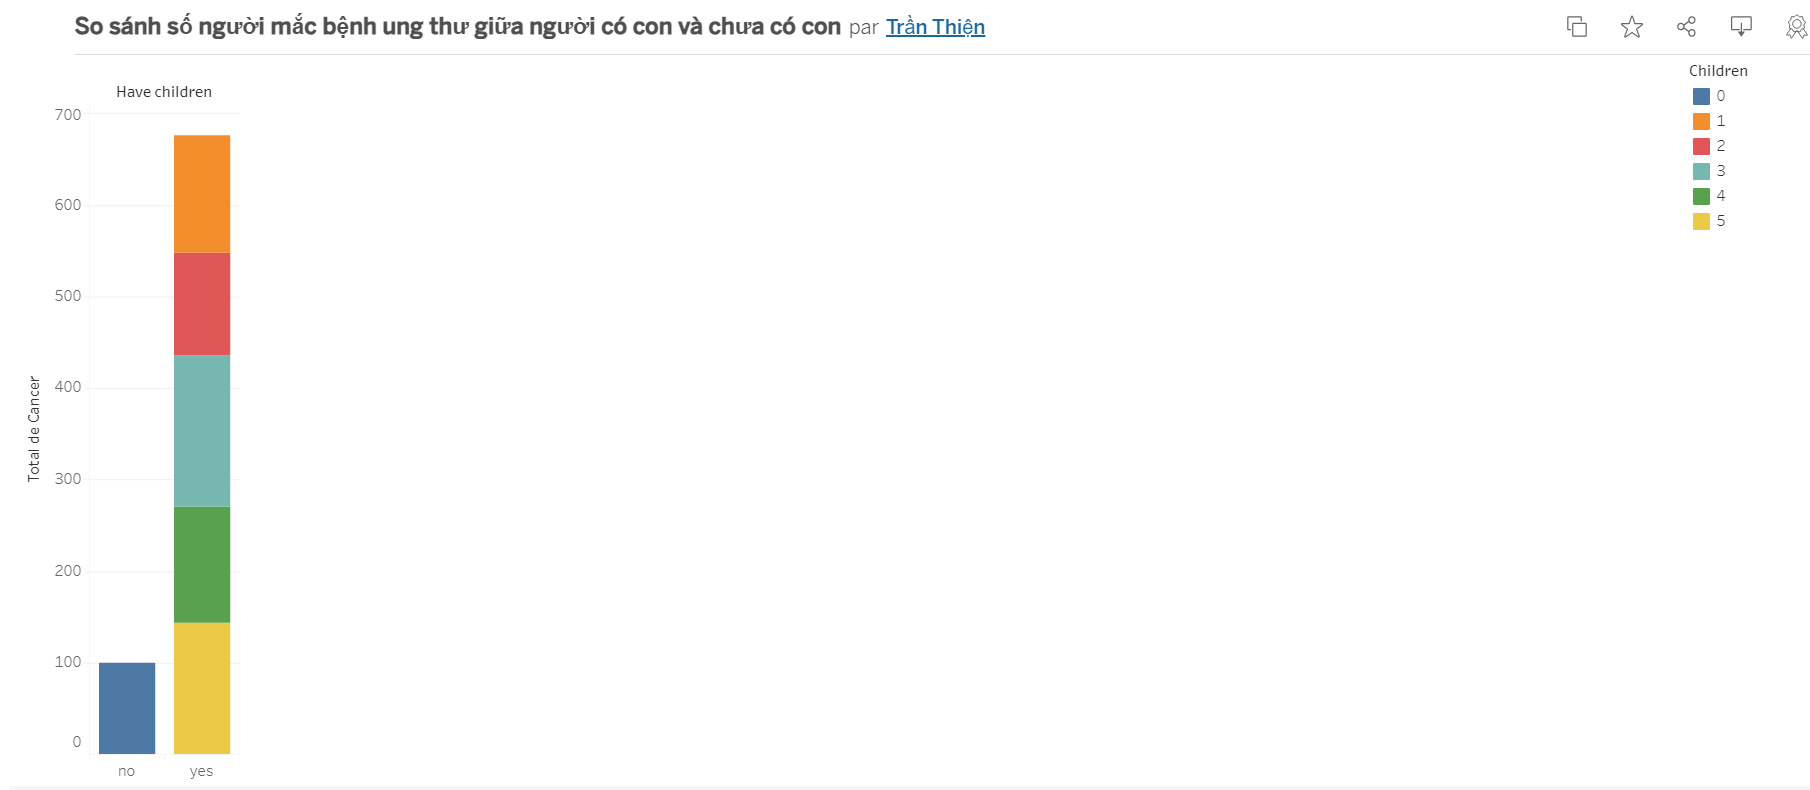 So sánh số người mắc bệnh ung thư giữa người có con và chưa có con par Trần Thiện
Have children
700
600
500
400
300
200
100
0
Total de Cancer
no yes
Children
0
1
2
3
4
5